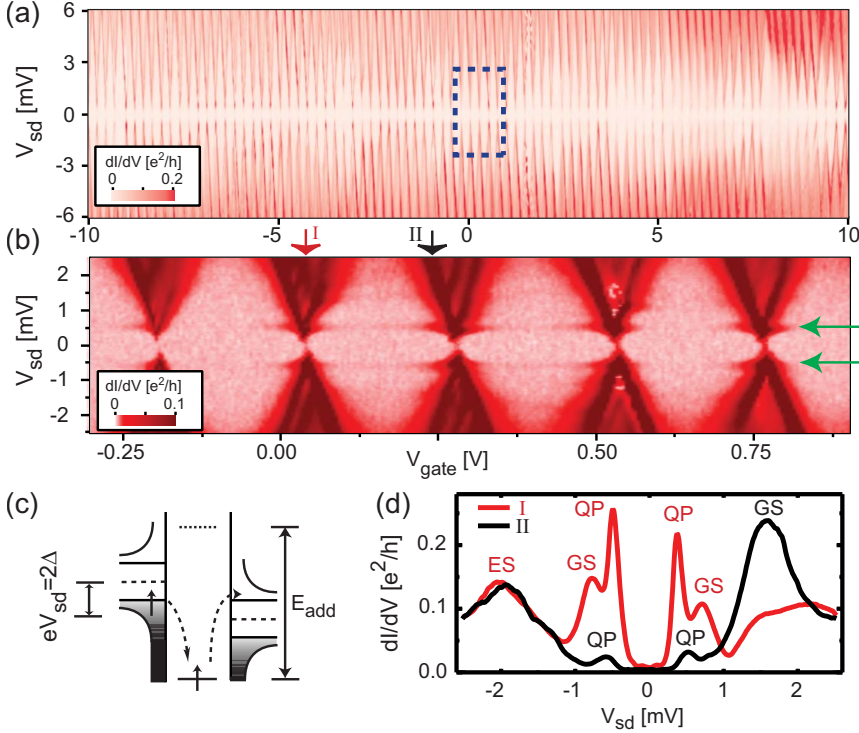 (a)
6
3
0
-3
-6
V_sd [mV]
dI/dV [e²/h]
0 0.2
-10 -5 0 5 10
I II
(b)
2
1
0
-1
-2
V_sd [mV]
dI/dV [e²/h]
0 0.1
-0.25 0.00 0.25 0.50 0.75
V_gate [V]
(c)
eV_sd=2Δ
E_add
(d)
I
II
QP QP GS
GS GS
ES
QP QP
0.2
0.1
0.0
dI/dV [e²/h]
-2 -1 0 1 2
V_sd [mV]